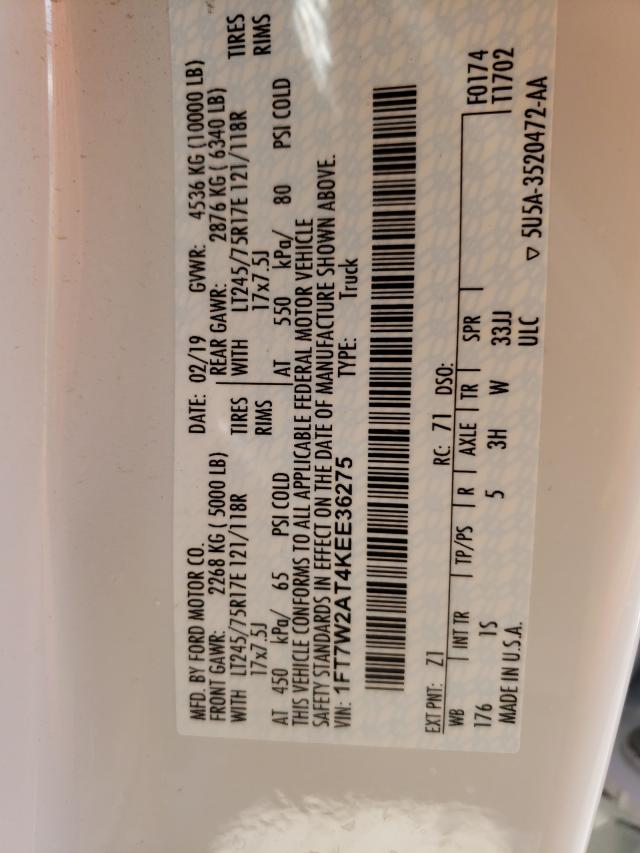 MFD. BY FORD MOTOR CO. DATE: 02/19 GVWR: 4536 KG (10000 LB)
FRONT GAWR: 2268 KG ( 5000 LB) REAR GAWR: 2876 KG ( 6340 LB)
WITH LT245/75R17E 121/118R TIRES WITH LT245/75R17E 121/118R TIRES
17x7.5J RIMS 17x7.5J RIMS
AT 450 kPa/ 65 PSI COLD AT 550 kPa/ 80 PSI COLD
THIS VEHICLE CONFORMS TO ALL APPLICABLE FEDERAL MOTOR VEHICLE
SAFETY STANDARDS IN EFFECT ON THE DATE OF MANUFACTURE SHOWN ABOVE.
VIN: 1FT7W2AT4KEE36275 TYPE: Truck
EXT PNT: Z1 RC: 71 DSO:
WB INT TR TP/PS R AXLE TR SPR F0174
176 1S 5 3H W 33JJ T1702
MADE IN U.S.A. ULC ▽ 5U5A-3520472-AA